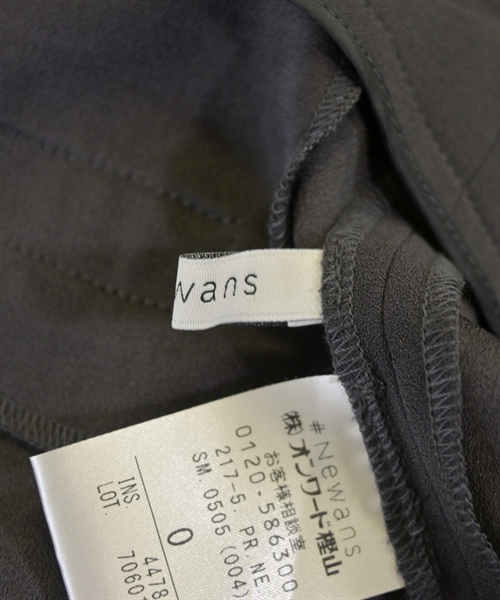 wans
#Newans
(株)オンワード樫山
お客様相談室
0120-586300
217-5. PR NE
SM. 0505 (004)
0
INS 4478
LOT. 7060